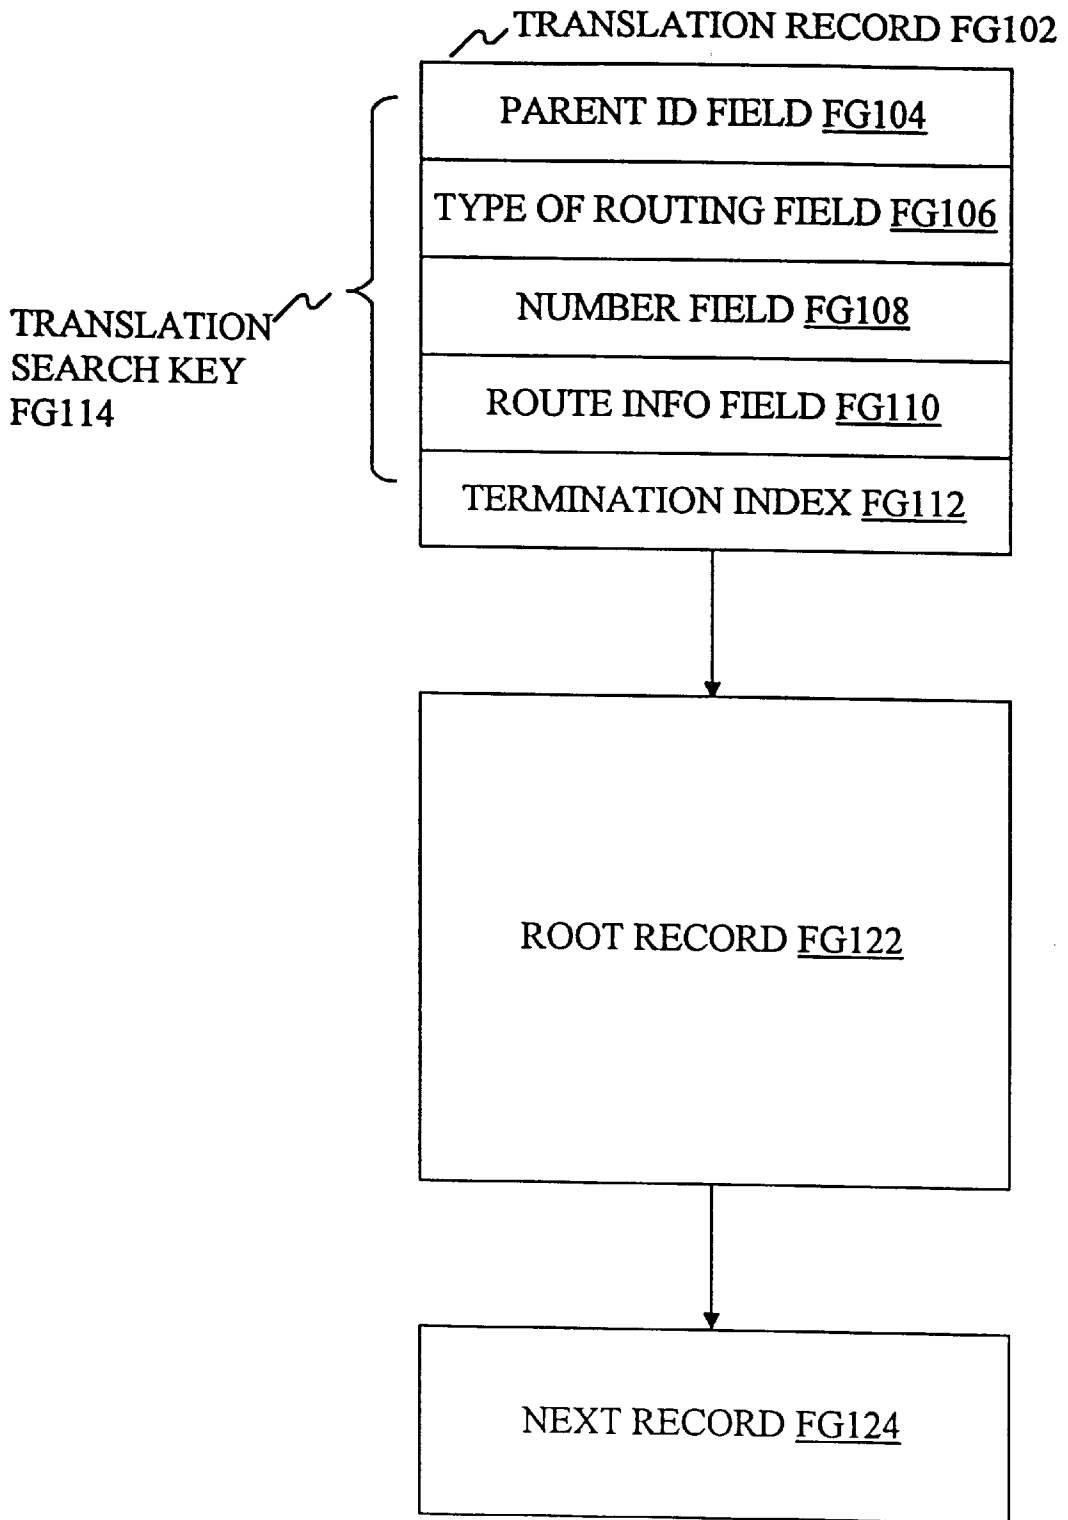 TRANSLATION RECORD FG102
PARENT ID FIELD FG104
TYPE OF ROUTING FIELD FG106
NUMBER FIELD FG108
ROUTE INFO FIELD FG110
TERMINATION INDEX FG112
TRANSLATION
SEARCH KEY
FG114
ROOT RECORD FG122
NEXT RECORD FG124